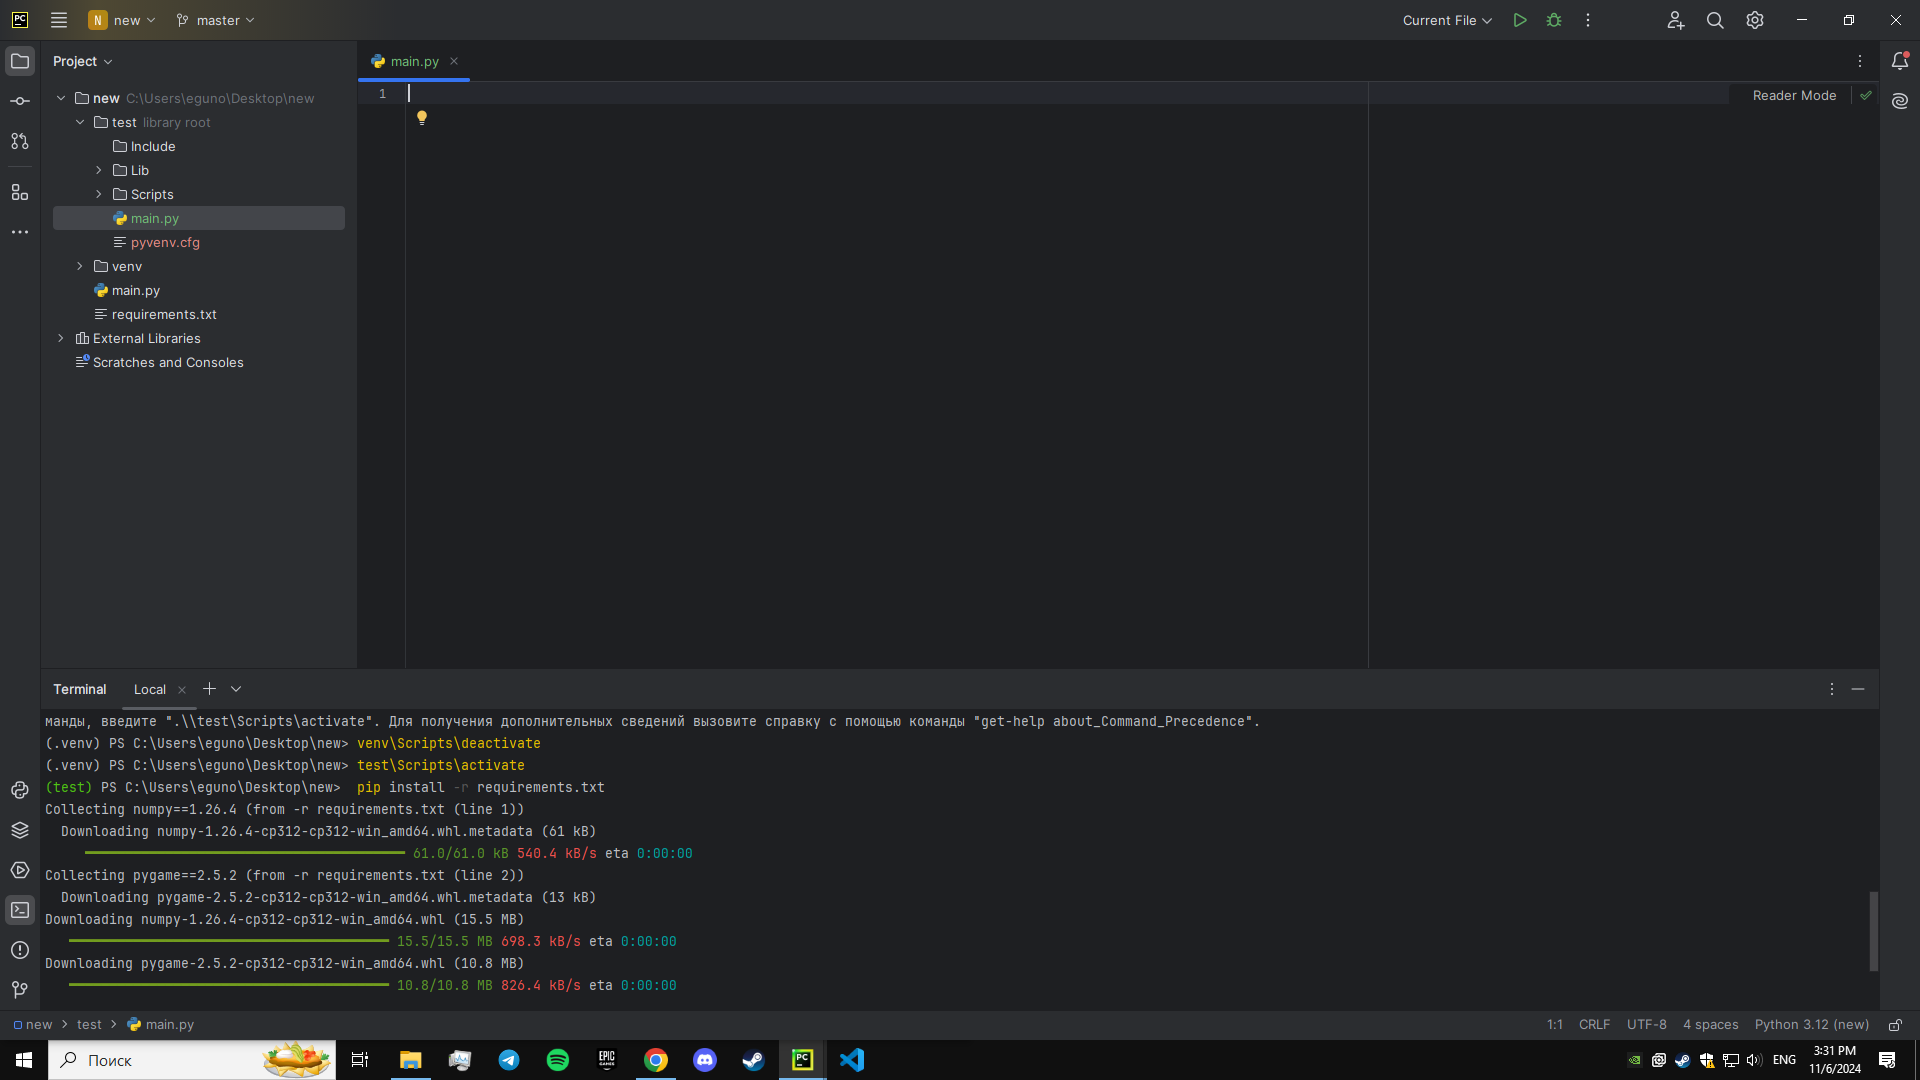 PC
N new
master
Current File
Project
main.py
new C:\Users\eguno\Desktop\new
1
Reader Mode
test library root
Include
Lib
Scripts
main.py
pyvenv.cfg
venv
main.py
requirements.txt
External Libraries
Scratches and Consoles
Terminal Local
манды, введите ".\\test\Scripts\activate". Для получения дополнительных сведений вызовите справку с помощью команды "get-help about_Command_Precedence".
(.venv) PS C:\Users\eguno\Desktop\new> venv\Scripts\deactivate
(.venv) PS C:\Users\eguno\Desktop\new> test\Scripts\activate
(test) PS C:\Users\eguno\Desktop\new>  pip install -r requirements.txt
Collecting numpy==1.26.4 (from -r requirements.txt (line 1))
  Downloading numpy-1.26.4-cp312-cp312-win_amd64.whl.metadata (61 kB)
61.0/61.0 kB 540.4 kB/s eta 0:00:00
Collecting pygame==2.5.2 (from -r requirements.txt (line 2))
  Downloading pygame-2.5.2-cp312-cp312-win_amd64.whl.metadata (13 kB)
Downloading numpy-1.26.4-cp312-cp312-win_amd64.whl (15.5 MB)
15.5/15.5 MB 698.3 kB/s eta 0:00:00
Downloading pygame-2.5.2-cp312-cp312-win_amd64.whl (10.8 MB)
10.8/10.8 MB 826.4 kB/s eta 0:00:00
new > test > main.py
1:1 CRLF UTF-8 4 spaces Python 3.12 (new)
Поиск
EPIC GAMES
PC
ENG
3:31 PM
11/6/2024